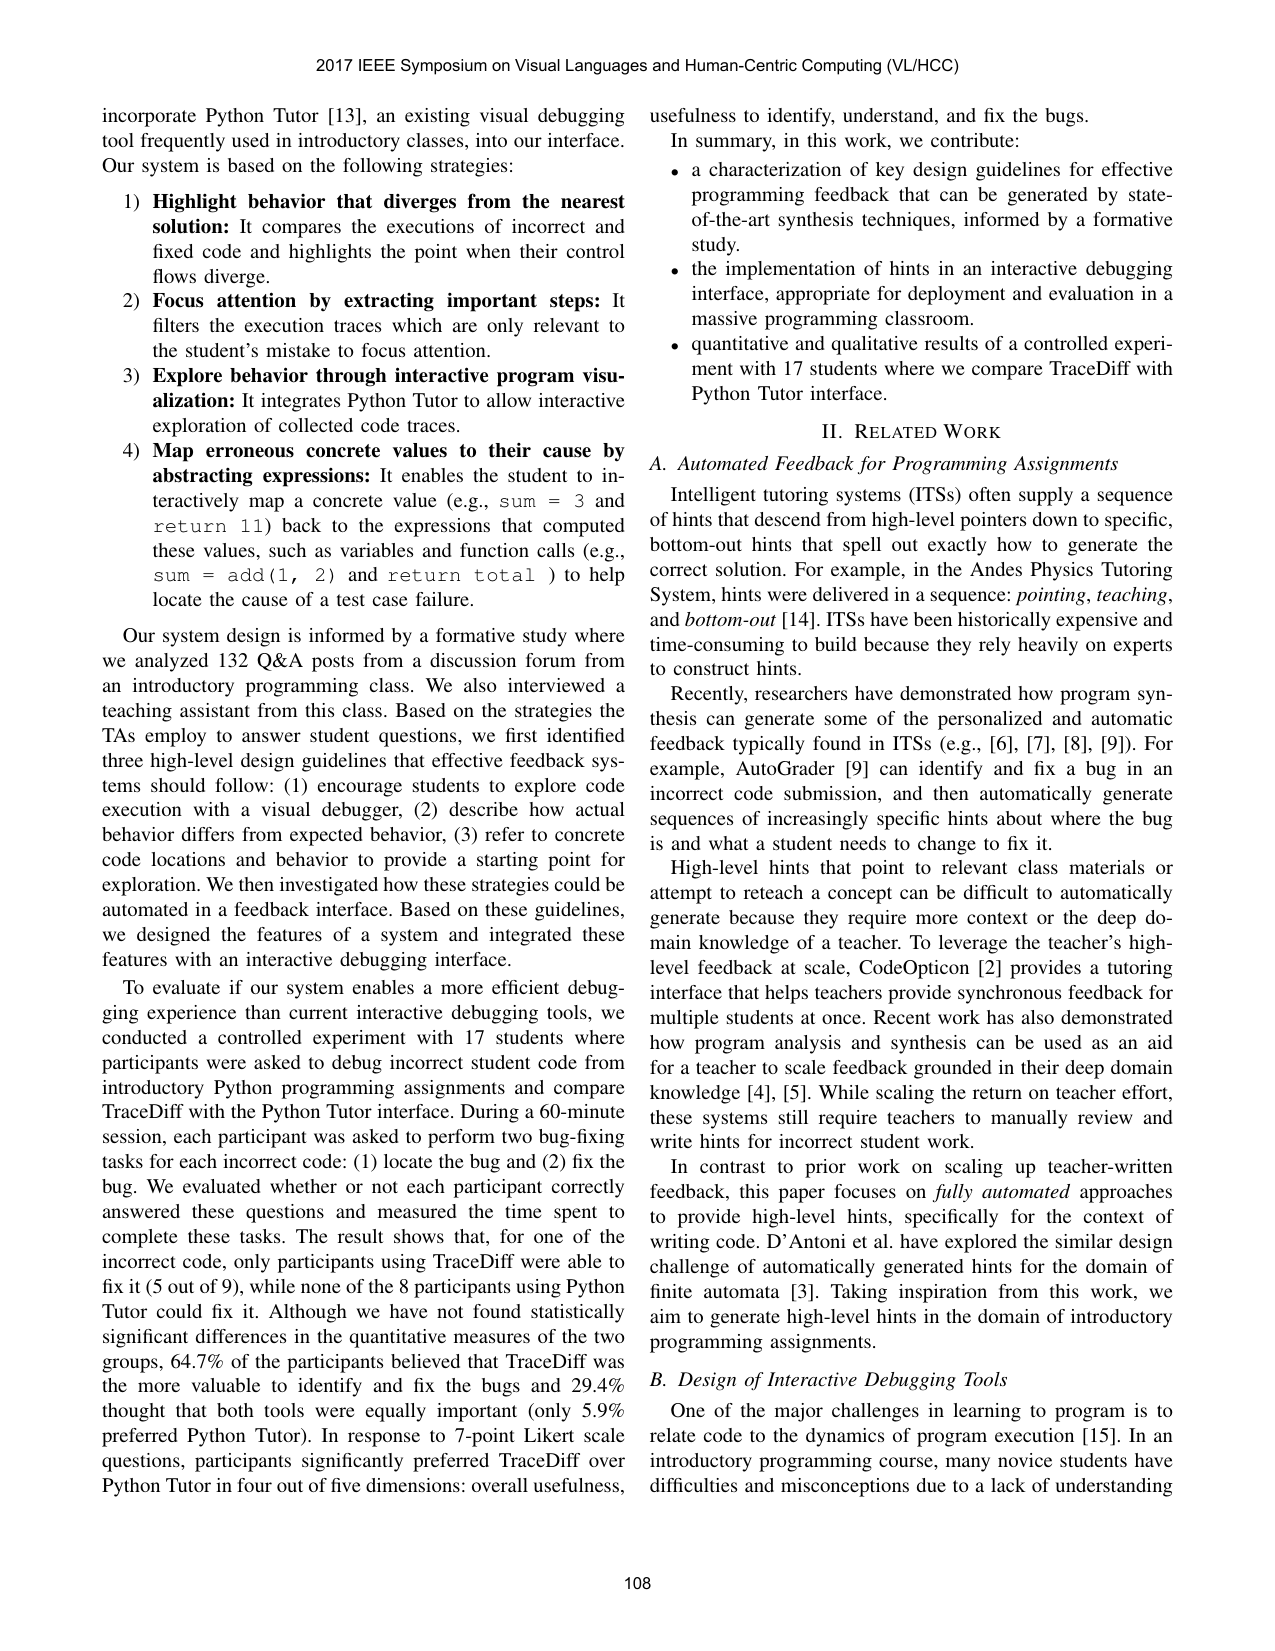 2017 IEEE Symposium on Visual Languages and Human-Centric Computing (VL/HCC)
incorporate Python Tutor [13], an existing visual debugging
tool frequently used in introductory classes, into our interface.
Our system is based on the following strategies:
1) Highlight behavior that diverges from the nearest
solution: It compares the executions of incorrect and
fixed code and highlights the point when their control
flows diverge.
2) Focus attention by extracting important steps: It
filters the execution traces which are only relevant to
the student's mistake to focus attention.
3) Explore behavior through interactive program visu-
alization: It integrates Python Tutor to allow interactive
exploration of collected code traces.
4) Map erroneous concrete values to their cause by
abstracting expressions: It enables the student to in-
teractively map a concrete value (e.g., sum = 3 and
return 11) back to the expressions that computed
these values, such as variables and function calls (e.g.,
sum = add(1, 2) and return total ) to help
locate the cause of a test case failure.
Our system design is informed by a formative study where
we analyzed 132 Q&A posts from a discussion forum from
an introductory programming class. We also interviewed a
teaching assistant from this class. Based on the strategies the
TAs employ to answer student questions, we first identified
three high-level design guidelines that effective feedback sys-
tems should follow: (1) encourage students to explore code
execution with a visual debugger, (2) describe how actual
behavior differs from expected behavior, (3) refer to concrete
code locations and behavior to provide a starting point for
exploration. We then investigated how these strategies could be
automated in a feedback interface. Based on these guidelines,
we designed the features of a system and integrated these
features with an interactive debugging interface.
To evaluate if our system enables a more efficient debug-
ging experience than current interactive debugging tools, we
conducted a controlled experiment with 17 students where
participants were asked to debug incorrect student code from
introductory Python programming assignments and compare
TraceDiff with the Python Tutor interface. During a 60-minute
session, each participant was asked to perform two bug-fixing
tasks for each incorrect code: (1) locate the bug and (2) fix the
bug. We evaluated whether or not each participant correctly
answered these questions and measured the time spent to
complete these tasks. The result shows that, for one of the
incorrect code, only participants using TraceDiff were able to
fix it (5 out of 9), while none of the 8 participants using Python
Tutor could fix it. Although we have not found statistically
significant differences in the quantitative measures of the two
groups, 64.7% of the participants believed that TraceDiff was
the more valuable to identify and fix the bugs and 29.4%
thought that both tools were equally important (only 5.9%
preferred Python Tutor). In response to 7-point Likert scale
questions, participants significantly preferred TraceDiff over
Python Tutor in four out of five dimensions: overall usefulness,
usefulness to identify, understand, and fix the bugs.
In summary, in this work, we contribute:
• a characterization of key design guidelines for effective
programming feedback that can be generated by state-
of-the-art synthesis techniques, informed by a formative
study.
• the implementation of hints in an interactive debugging
interface, appropriate for deployment and evaluation in a
massive programming classroom.
• quantitative and qualitative results of a controlled experi-
ment with 17 students where we compare TraceDiff with
Python Tutor interface.
II. RELATED WORK
A. Automated Feedback for Programming Assignments
Intelligent tutoring systems (ITSs) often supply a sequence
of hints that descend from high-level pointers down to specific,
bottom-out hints that spell out exactly how to generate the
correct solution. For example, in the Andes Physics Tutoring
System, hints were delivered in a sequence: pointing, teaching,
and bottom-out [14]. ITSs have been historically expensive and
time-consuming to build because they rely heavily on experts
to construct hints.
Recently, researchers have demonstrated how program syn-
thesis can generate some of the personalized and automatic
feedback typically found in ITSs (e.g., [6], [7], [8], [9]). For
example, AutoGrader [9] can identify and fix a bug in an
incorrect code submission, and then automatically generate
sequences of increasingly specific hints about where the bug
is and what a student needs to change to fix it.
High-level hints that point to relevant class materials or
attempt to reteach a concept can be difficult to automatically
generate because they require more context or the deep do-
main knowledge of a teacher. To leverage the teacher's high-
level feedback at scale, CodeOpticon [2] provides a tutoring
interface that helps teachers provide synchronous feedback for
multiple students at once. Recent work has also demonstrated
how program analysis and synthesis can be used as an aid
for a teacher to scale feedback grounded in their deep domain
knowledge [4], [5]. While scaling the return on teacher effort,
these systems still require teachers to manually review and
write hints for incorrect student work.
In contrast to prior work on scaling up teacher-written
feedback, this paper focuses on fully automated approaches
to provide high-level hints, specifically for the context of
writing code. D'Antoni et al. have explored the similar design
challenge of automatically generated hints for the domain of
finite automata [3]. Taking inspiration from this work, we
aim to generate high-level hints in the domain of introductory
programming assignments.
B. Design of Interactive Debugging Tools
One of the major challenges in learning to program is to
relate code to the dynamics of program execution [15]. In an
introductory programming course, many novice students have
difficulties and misconceptions due to a lack of understanding
108